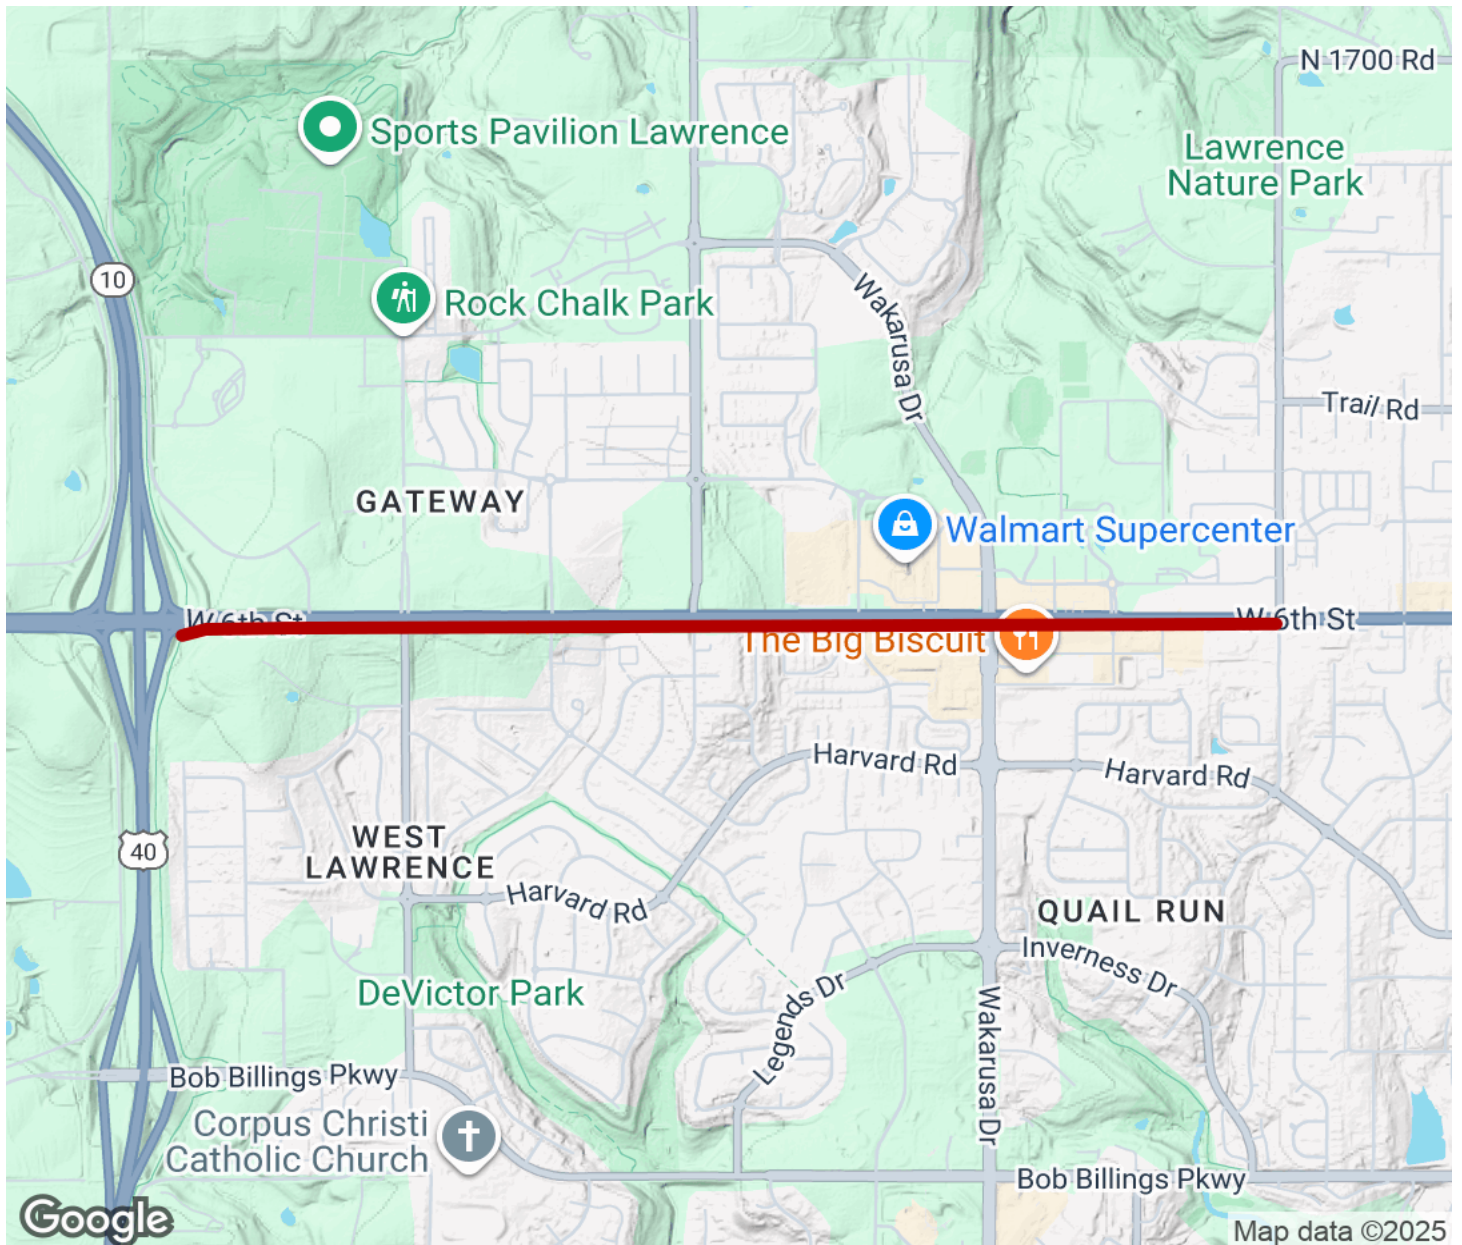 N 1700 Rd
Sports Pavilion Lawrence
Lawrence
Nature Park
10
Rock Chalk Park
Wakarusa Dr
Trail Rd
GATEWAY
Walmart Supercenter
W 6th St
W 6th St
The Big Biscuit
Harvard Rd
Harvard Rd
WEST
LAWRENCE
40
Harvard Rd
QUAIL RUN
Inverness Dr
DeVictor Park
Legends Dr
Wakarusa Dr
Bob Billings Pkwy
Corpus Christi
Catholic Church
Bob Billings Pkwy
Google
Map data ©2025